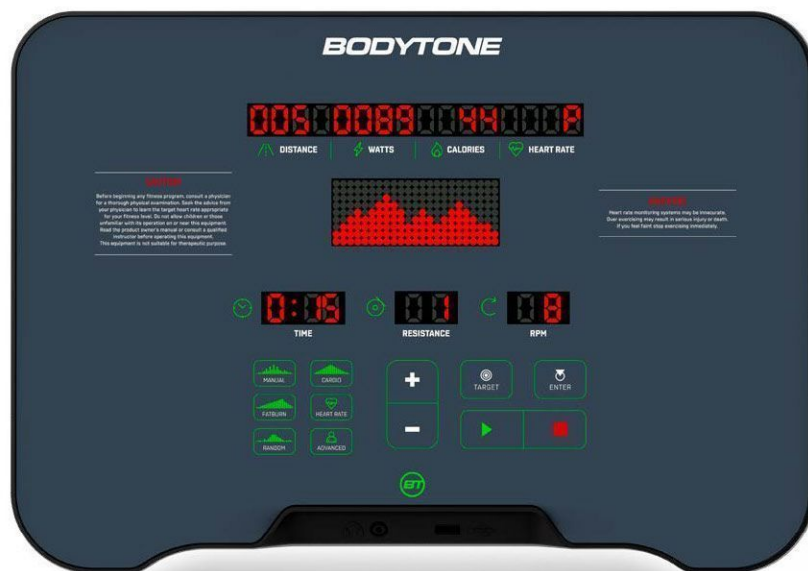 BODYTONE
005 0089 44 P
DISTANCE WATTS CALORIES HEART RATE
Before beginning any fitness program, consult a physician
for a thorough physical examination. Seek the advice from
your physician to learn the target heart rate appropriate
for your fitness level. Do not allow children or those
unfamiliar with its operation on or near this equipment.
Read the product owner's manual or consult a qualified
instructor before operating this equipment.
This equipment is not suitable for therapeutic purpose.
Heart rate monitoring systems may be innacurate.
Over exercising may result in serious injury or death.
If you feel faint stop exercising immediately.
0:15 1 8
TIME RESISTANCE RPM
MANUAL CARDIO
FATBURN HEART RATE
RANDOM ADVANCED
+
−
TARGET ENTER
BT